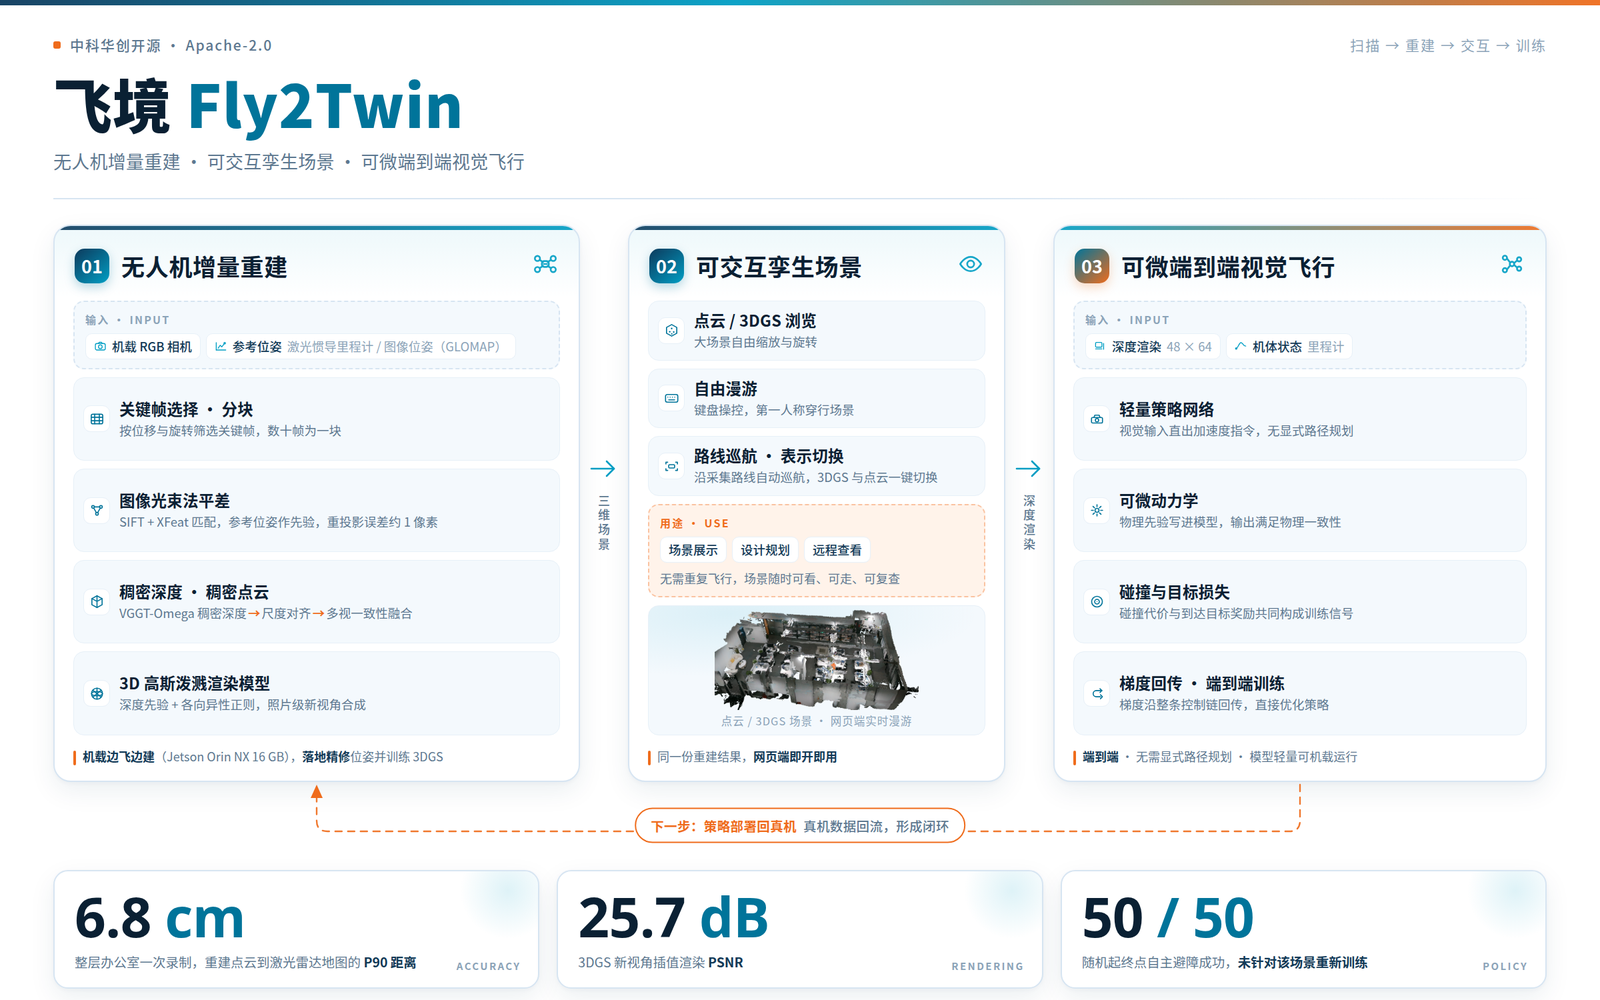 中科华创开源 · Apache-2.0
扫描 → 重建 → 交互 → 训练
飞境 Fly2Twin
无人机增量重建 · 可交互孪生场景 · 可微端到端视觉飞行
01 无人机增量重建
输入 · INPUT
机载 RGB 相机
参考位姿 激光惯导里程计 / 图像位姿（GLOMAP）
关键帧选择 · 分块
按位移与旋转筛选关键帧，数十帧为一块
图像光束法平差
SIFT + XFeat 匹配，参考位姿作先验，重投影误差约 1 像素
稠密深度 · 稠密点云
VGGT-Omega 稠密深度 → 尺度对齐 → 多视一致性融合
3D 高斯泼溅渲染模型
深度先验 + 各向异性正则，照片级新视角合成
机载边飞边建（Jetson Orin NX 16 GB），落地精修位姿并训练 3DGS
三维场景
02 可交互孪生场景
点云 / 3DGS 浏览
大场景自由缩放与旋转
自由漫游
键盘操控，第一人称穿行场景
路线巡航 · 表示切换
沿采集路线自动巡航，3DGS 与点云一键切换
用途 · USE
场景展示
设计规划
远程查看
无需重复飞行，场景随时可看、可走、可复查
点云 / 3DGS 场景 · 网页端实时漫游
同一份重建结果，网页端即开即用
深度渲染
03 可微端到端视觉飞行
输入 · INPUT
深度渲染 48 × 64
机体状态 里程计
轻量策略网络
视觉输入直出加速度指令，无显式路径规划
可微动力学
物理先验写进模型，输出满足物理一致性
碰撞与目标损失
碰撞代价与到达目标奖励共同构成训练信号
梯度回传 · 端到端训练
梯度沿整条控制链回传，直接优化策略
端到端 · 无需显式路径规划 · 模型轻量可机载运行
下一步：策略部署回真机 真机数据回流，形成闭环
6.8 cm
整层办公室一次录制，重建点云到激光雷达地图的 P90 距离
ACCURACY
25.7 dB
3DGS 新视角插值渲染 PSNR
RENDERING
50 / 50
随机起终点自主避障成功，未针对该场景重新训练
POLICY